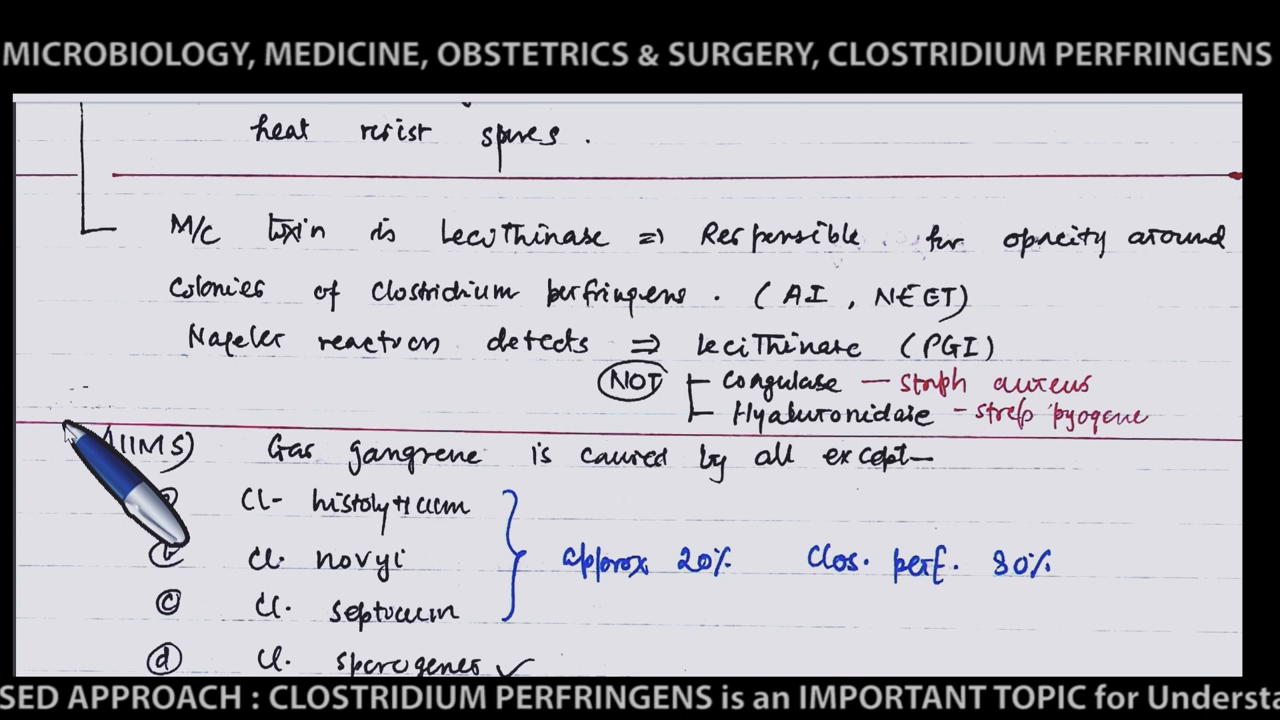 MICROBIOLOGY, MEDICINE, OBSTETRICS & SURGERY, CLOSTRIDIUM PERFRINGENS
heat resist spores.
M/C toxin is Lecithinase ⇒ Responsible for opacity around
colonies of clostridium perfringens. (AI, NEET)
Nageler reaction detects ⇒ Lecithinase (PGI)
NOT Coagulase — staph aureus
Hyaluronidase - strep pyogene
(AIIMS) Gas gangrene is caused by all except—
Cl- histolyticum
Cl. novyi approx 20% Clos. perf. 80%
ⓒ Cl. septicum
ⓓ Cl. sporogenes ✓
SED APPROACH : CLOSTRIDIUM PERFRINGENS is an IMPORTANT TOPIC for Understa